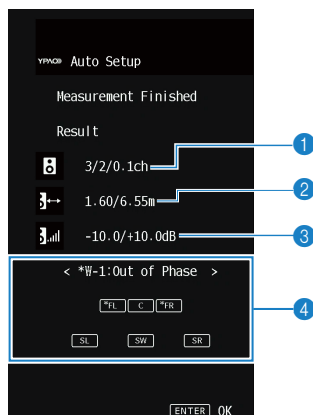 YPAO Auto Setup
Measurement Finished
Result
3/2/0.1ch
1
1.60/6.55m
2
-10.0/+10.0dB
3
< *W-1:Out of Phase >
4
*FL C *FR
SL SW SR
ENTER OK